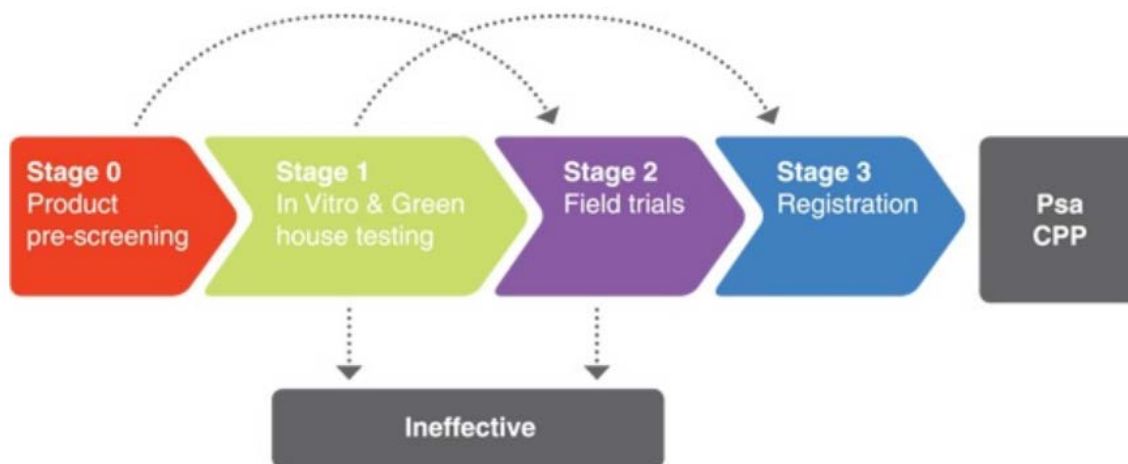 Stage 0
Product
pre-screening
Stage 1
In Vitro & Green
house testing
Stage 2
Field trials
Stage 3
Registration
Psa
CPP
Ineffective